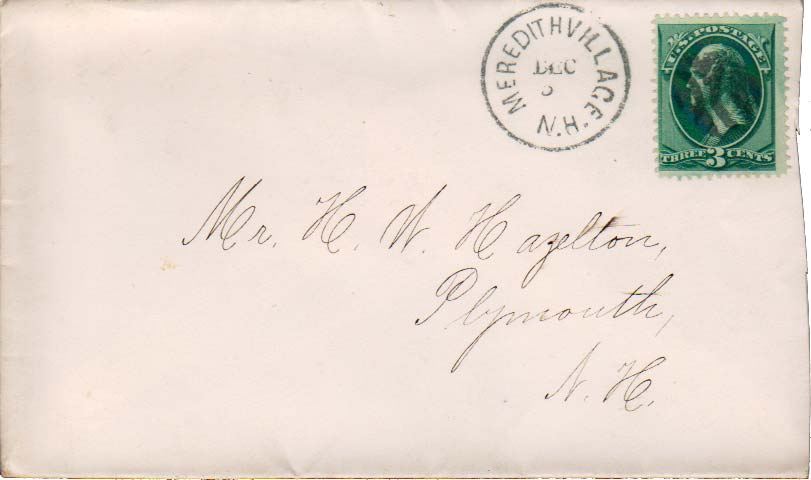 MEREDITH VILLAGE
DEC
N.H.
U.S. POSTAGE
THREE 3 CENTS
Mr. H. W. Hazelton,
Plymouth,
N. H.